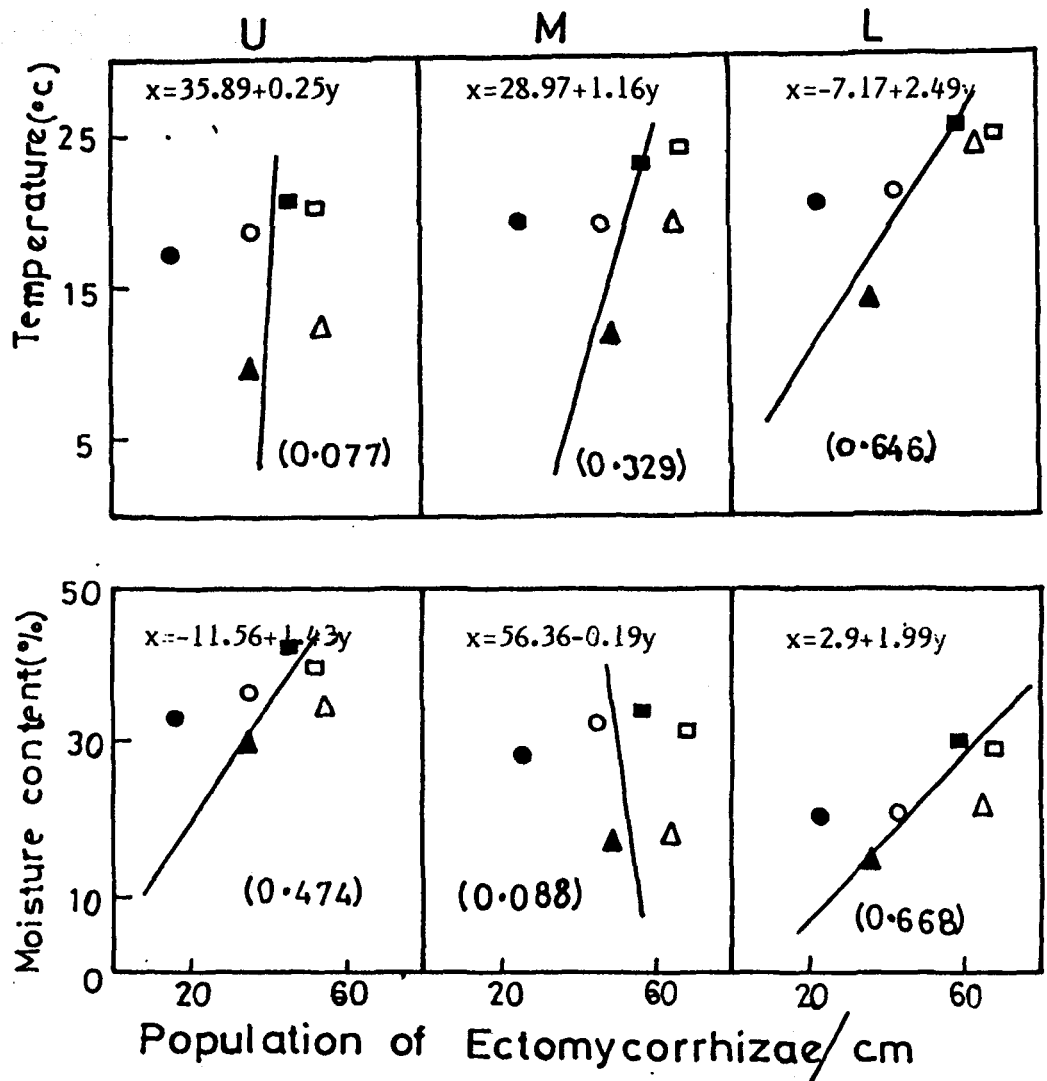 U M L
Temperature(°c)
x=35.89+0.25y x=28.97+1.16y x=-7.17+2.49y
25
15
5
(0.077) (0.329) (0.646)
Moisture content(%)
50
x=-11.56+1.43y x=56.36-0.19y x=2.9+1.99y
30
10
(0.474) (0.088) (0.668)
0
20 60 20 60 20 60
Population of Ectomycorrhizae/cm